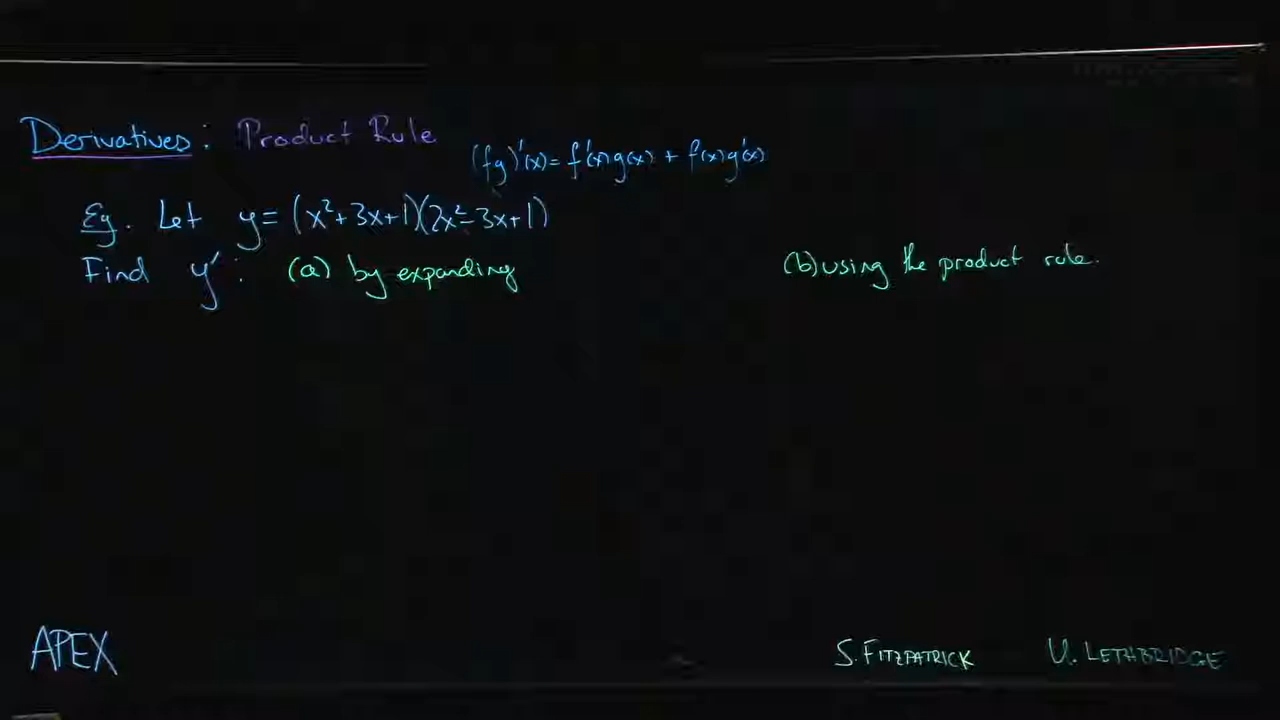 Derivatives: Product Rule
(fg)'(x) = f'(x)g(x) + f(x)g'(x)
Eg. Let y = (x²+3x+1)(2x²-3x+1)
Find y': (a) by expanding (b) using the product rule.
APEX S. FITZPATRICK U. LETHBRIDGE